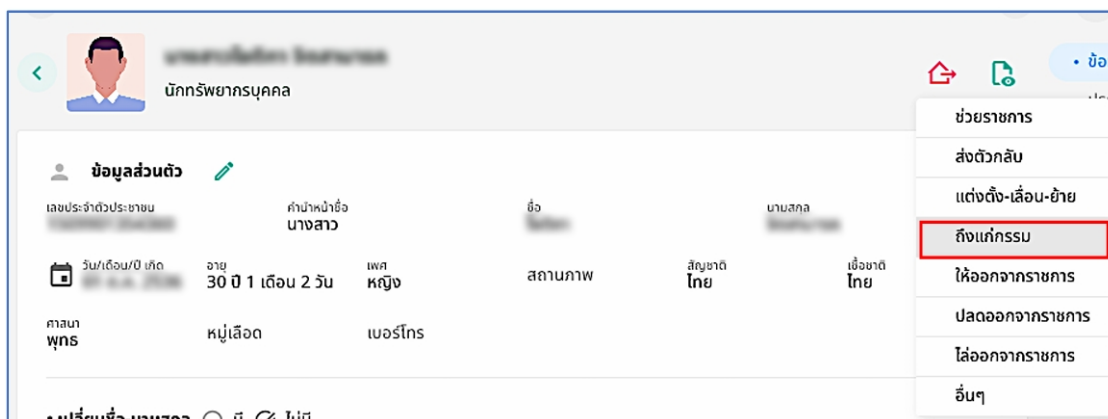 นักทรัพยากรบุคคล
• ข้อ
ช่วยราชการ
ส่งตัวกลับ
แต่งตั้ง-เลื่อน-ย้าย
ถึงแก่กรรม
ให้ออกจากราชการ
ปลดออกจากราชการ
ไล่ออกจากราชการ
อื่นๆ
ข้อมูลส่วนตัว
เลขประจำตัวประชาชน คำนำหน้าชื่อ ชื่อ นามสกุล
นางสาว
วัน/เดือน/ปี เกิด อายุ เพศ สถานภาพ สัญชาติ เชื้อชาติ
30 ปี 1 เดือน 2 วัน หญิง ไทย ไทย
ศาสนา หมู่เลือด เบอร์โทร
พุทธ